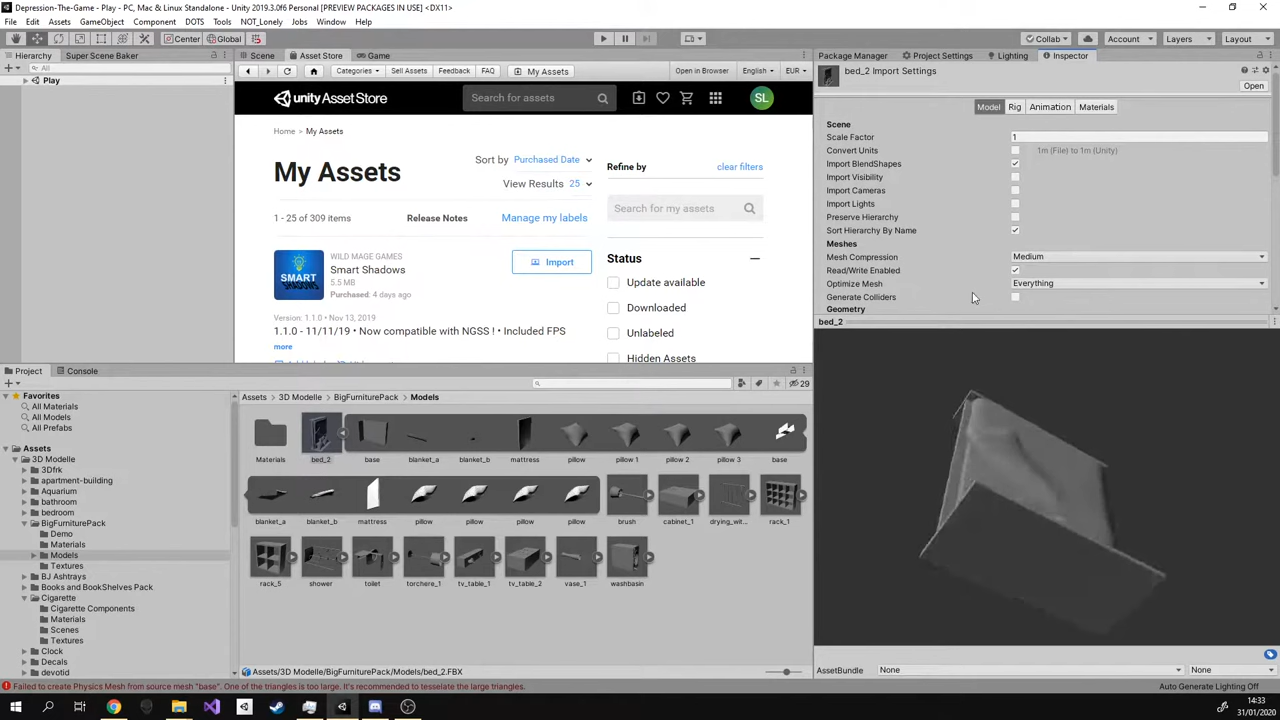 Depression-The-Game - Play - PC, Mac & Linux Standalone - Unity 2019.3.0f6 [PREVIEW PACKAGES IN USE] <DX11>
File Edit Assets GameObject Component DOTS Tools NOT_Lonely Jobs Window Help
Center Global Collab Account Layers Layout
Hierarchy Super Scene Baker
All
Play
Scene Asset Store Game
Categories Sell Assets Feedback FAQ My Assets Open in Browser English EUR
unity Asset Store Search for assets SL
Home > My Assets
My Assets
Sort by Purchased Date
View Results 25
1 - 25 of 309 items Release Notes Manage my labels
WILD MAGE GAMES
Smart Shadows
5.5 MB
Purchased: 4 days ago
Import
SMART SHADOWS
Version: 1.1.0 - Nov 13, 2019
1.1.0 - 11/11/19 • Now compatible with NGSS ! • Included FPS
more
Refine by clear filters
Search for my assets
Status
Update available
Downloaded
Unlabeled
Hidden Assets
Package Manager Project Settings Lighting Inspector
bed_2 Import Settings
Open
Model Rig Animation Materials
Scene
Scale Factor 1
Convert Units 1m (File) to 1m (Unity)
Import BlendShapes
Import Visibility
Import Cameras
Import Lights
Preserve Hierarchy
Sort Hierarchy By Name
Meshes
Mesh Compression Medium
Read/Write Enabled
Optimize Mesh Everything
Generate Colliders
Geometry
bed_2
AssetBundle None None
Project Console
29
Favorites
All Materials
All Models
All Prefabs
Assets
3D Modelle
3Dfrk
apartment-building
Aquarium
bathroom
bedroom
BigFurniturePack
Demo
Materials
Models
Textures
BJ Ashtrays
Books and BookShelves Pack
Cigarette
Cigarette Components
Materials
Scenes
Textures
Clock
Decals
devotid
Assets > 3D Modelle > BigFurniturePack > Models
Materials bed_2 base blanket_a blanket_b mattress pillow pillow 1 pillow 2 pillow 3 base
blanket_a blanket_b mattress pillow pillow pillow pillow brush cabinet_1 drying_wit... rack_1
rack_5 shower toilet torchere_1 tv_table_1 tv_table_2 vase_1 washbasin
Assets/3D Modelle/BigFurniturePack/Models/bed_2.FBX
Failed to create Physics Mesh from source mesh "base". One of the triangles is too large. It's recommended to tesselate the large triangles.
Auto Generate Lighting Off
14:33
31/01/2020